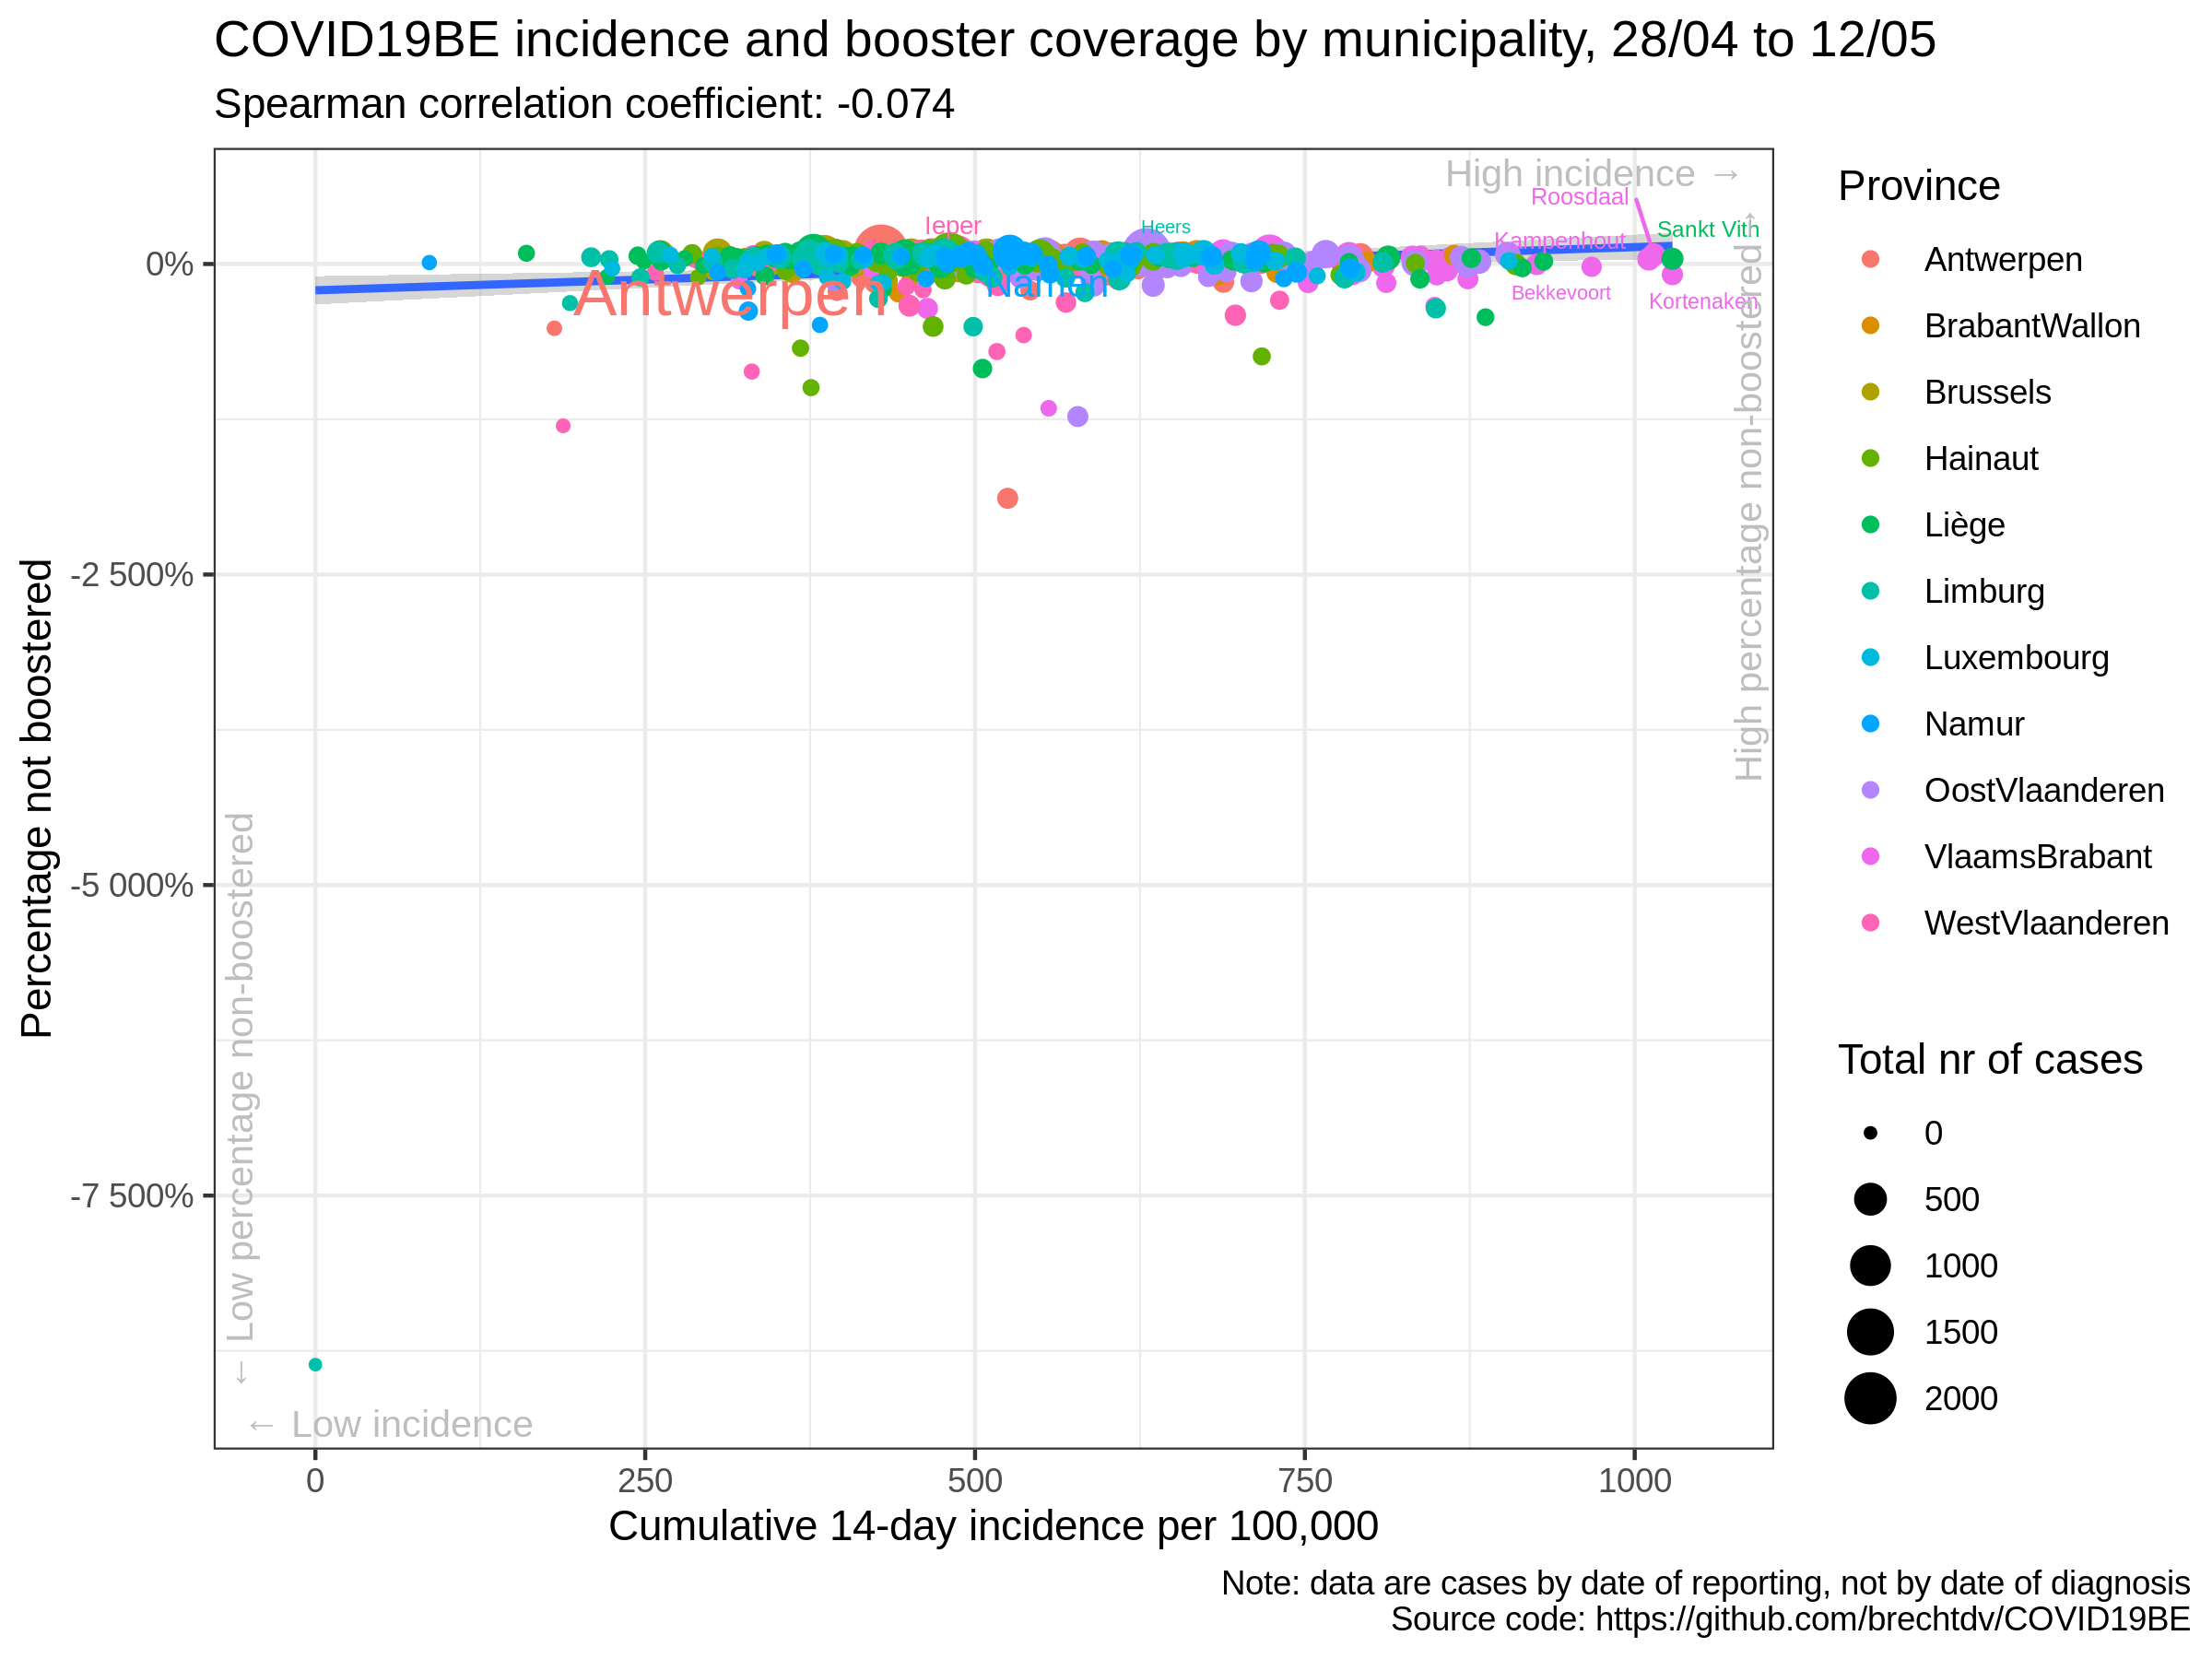 COVID19BE incidence and booster coverage by municipality, 28/04 to 12/05
Spearman correlation coefficient: -0.074
High incidence →
Roosdaal
Ieper
Heers
Kampenhout
Sankt Vith
Antwerpen
Namen
Bekkevoort
Kortenaken
High percentage non-boostered →
← Low percentage non-boostered
← Low incidence
Percentage not boostered
0%
-2 500%
-5 000%
-7 500%
0
250
500
750
1000
Cumulative 14-day incidence per 100,000
Province
Antwerpen
BrabantWallon
Brussels
Hainaut
Liège
Limburg
Luxembourg
Namur
OostVlaanderen
VlaamsBrabant
WestVlaanderen
Total nr of cases
0
500
1000
1500
2000
Note: data are cases by date of reporting, not by date of diagnosis
Source code: https://github.com/brechtdv/COVID19BE